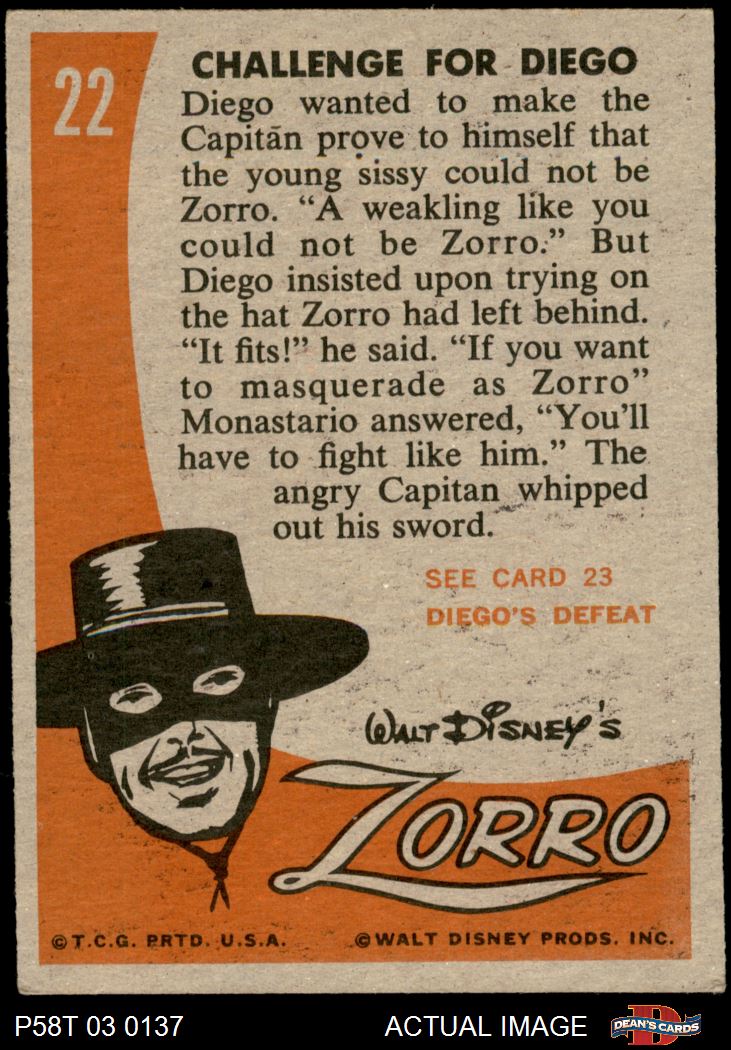 22
CHALLENGE FOR DIEGO
Diego wanted to make the
Capitān prove to himself that
the young sissy could not be
Zorro. “A weakling like you
could not be Zorro.” But
Diego insisted upon trying on
the hat Zorro had left behind.
“It fits!” he said. “If you want
to masquerade as Zorro”
Monastario answered, “You’ll
have to fight like him.” The
angry Capitan whipped
out his sword.
SEE CARD 23
DIEGO’S DEFEAT
WALT DISNEY’S
ZORRO
©T.C.G. PRTD. U.S.A.
©WALT DISNEY PRODS. INC.
P58T 03 0137
ACTUAL IMAGE
DEAN’S CARDS